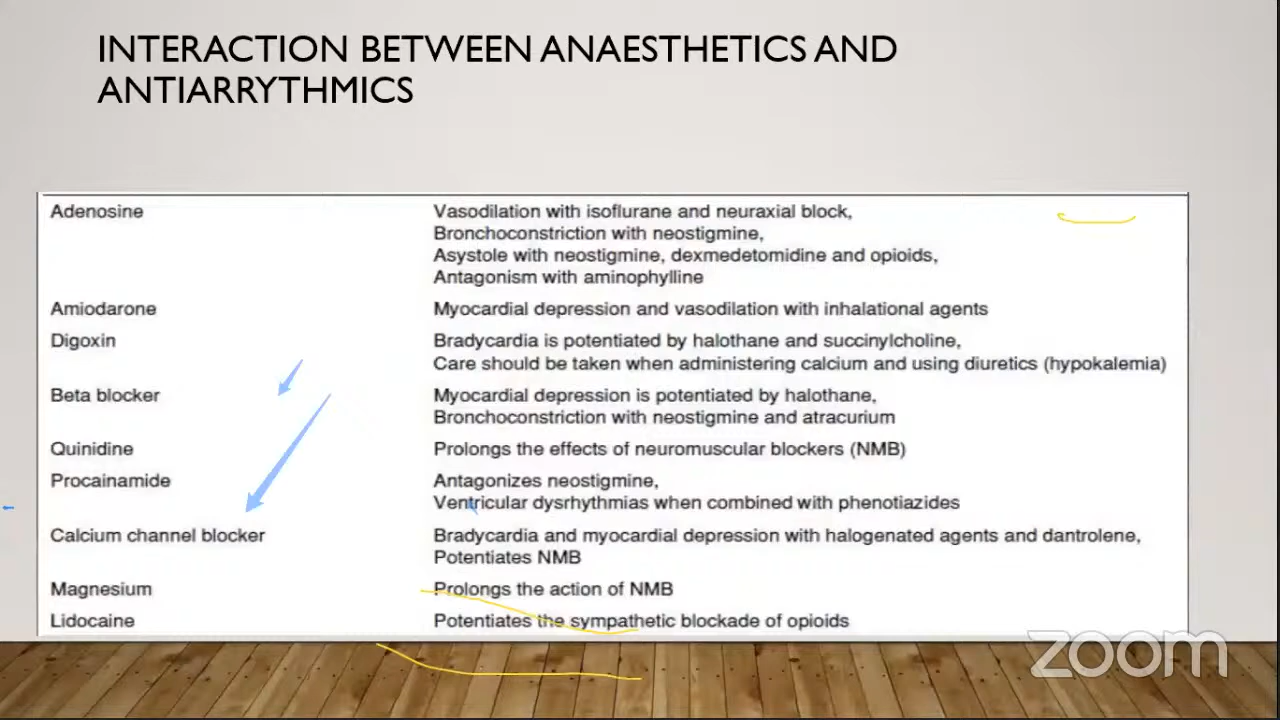 INTERACTION BETWEEN ANAESTHETICS AND
ANTIARRYTHMICS
Adenosine Vasodilation with isoflurane and neuraxial block,
Bronchoconstriction with neostigmine,
Asystole with neostigmine, dexmedetomidine and opioids,
Antagonism with aminophylline
Amiodarone Myocardial depression and vasodilation with inhalational agents
Digoxin Bradycardia is potentiated by halothane and succinylcholine,
Care should be taken when administering calcium and using diuretics (hypokalemia)
Beta blocker Myocardial depression is potentiated by halothane,
Bronchoconstriction with neostigmine and atracurium
Quinidine Prolongs the effects of neuromuscular blockers (NMB)
Procainamide Antagonizes neostigmine,
Ventricular dysrhythmias when combined with phenotiazides
Calcium channel blocker Bradycardia and myocardial depression with halogenated agents and dantrolene,
Potentiates NMB
Magnesium Prolongs the action of NMB
Lidocaine Potentiates the sympathetic blockade of opioids
zoom